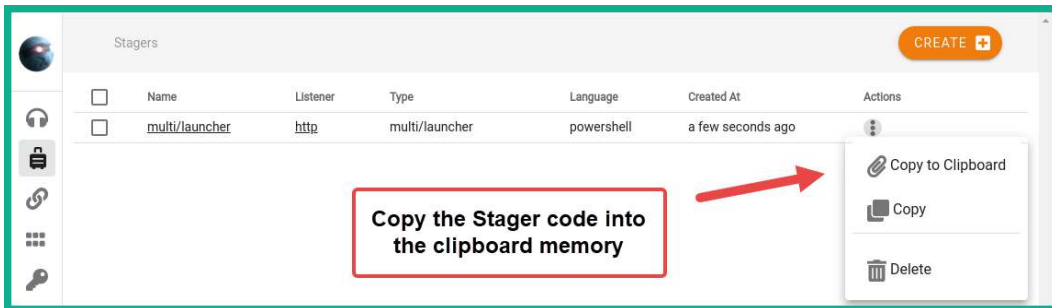 Stagers
CREATE
Name Listener Type Language Created At Actions
multi/launcher http multi/launcher powershell a few seconds ago
Copy to Clipboard
Copy
Delete
Copy the Stager code into
the clipboard memory